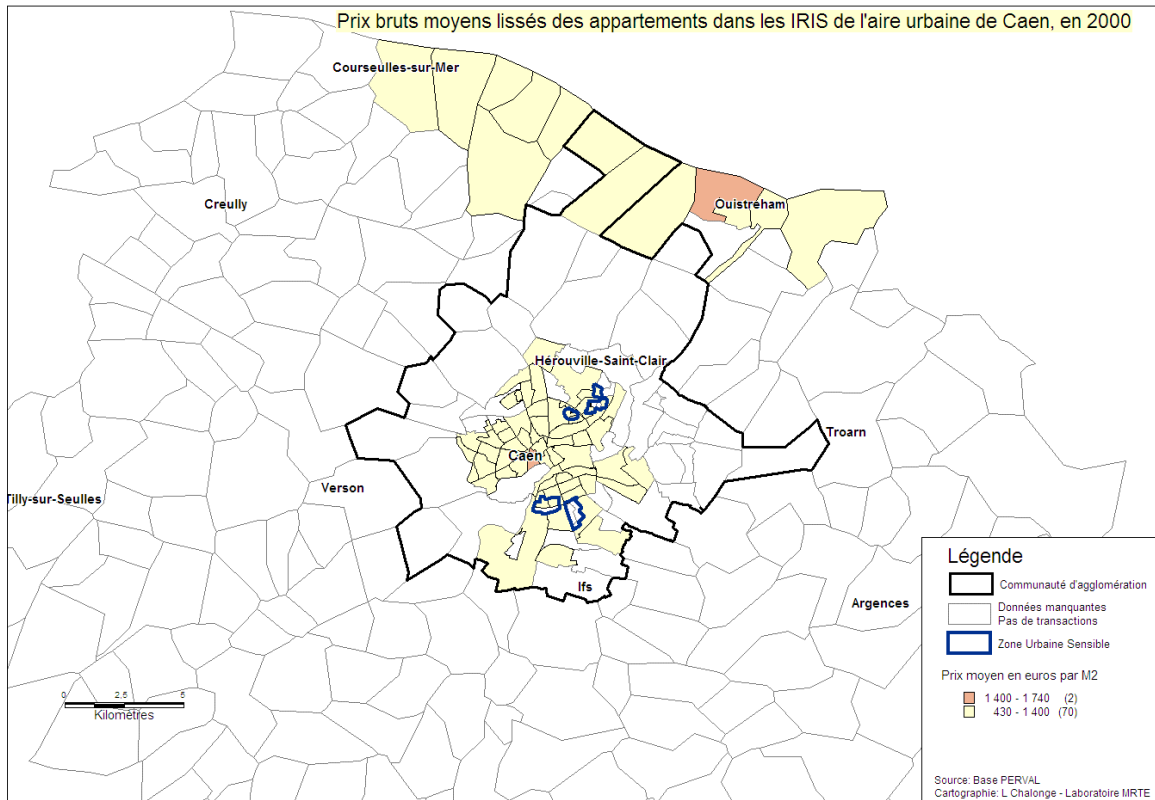 Prix bruts moyens lissés des appartements dans les IRIS de l'aire urbaine de Caen, en 2000
Courseulles-sur-Mer
Creully
Ouistreham
Hérouville-Saint-Clair
Troarn
Caen
Verson
Tilly-sur-Seulles
Ifs
Argences
0 2,5 5
Kilomètres
Légende
Communauté d'agglomération
Données manquantes
Pas de transactions
Zone Urbaine Sensible
Prix moyen en euros par M2
1 400 - 1 740 (2)
430 - 1 400 (70)
Source: Base PERVAL
Cartographie: L Chalonge - Laboratoire MRTE